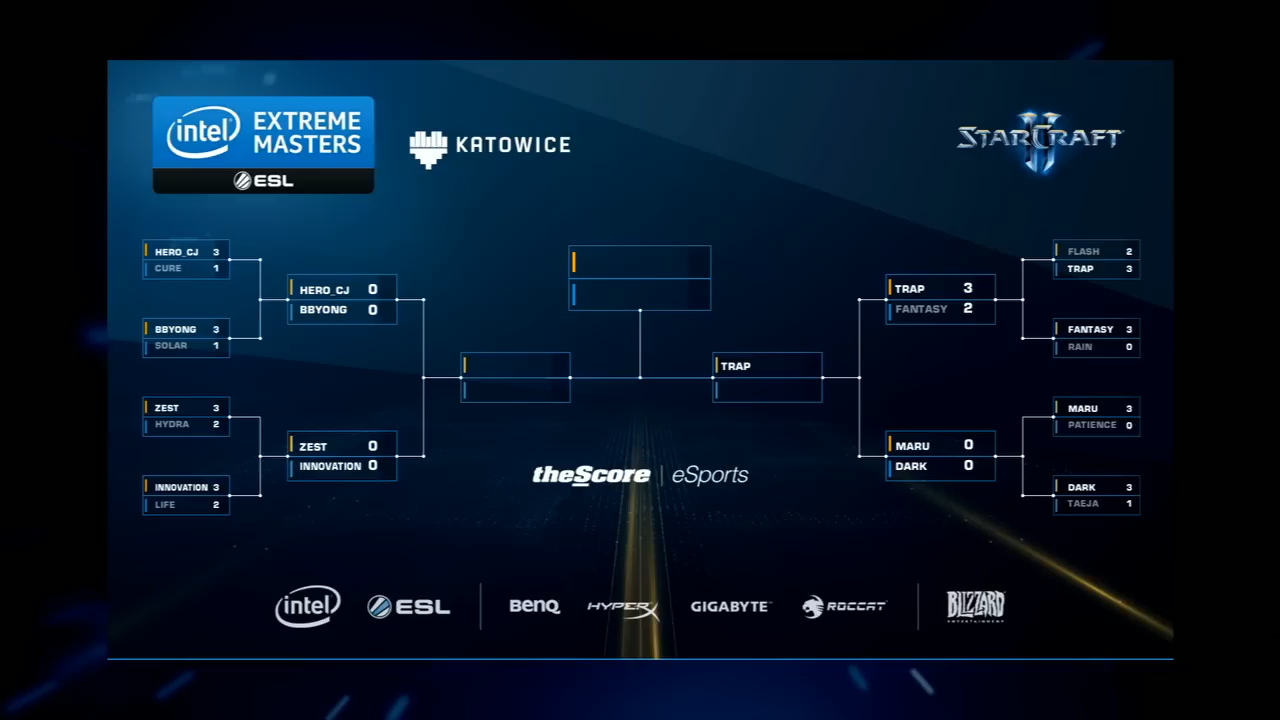 intel EXTREME
MASTERS
ESL
KATOWICE
STARCRAFT
II
HERO_CJ 3
CURE 1
BBYONG 3
SOLAR 1
ZEST 3
HYDRA 2
INNOVATION 3
LIFE 2
HERO_CJ 0
BBYONG 0
ZEST 0
INNOVATION 0
TRAP
TRAP 3
FANTASY 2
MARU 0
DARK 0
FLASH 2
TRAP 3
FANTASY 3
RAIN 0
MARU 3
PATIENCE 0
DARK 3
TAEJA 1
theScore | eSports
intel ESL BenQ HYPERX GIGABYTE™ ROCCAT BLIZZARD
ENTERTAINMENT